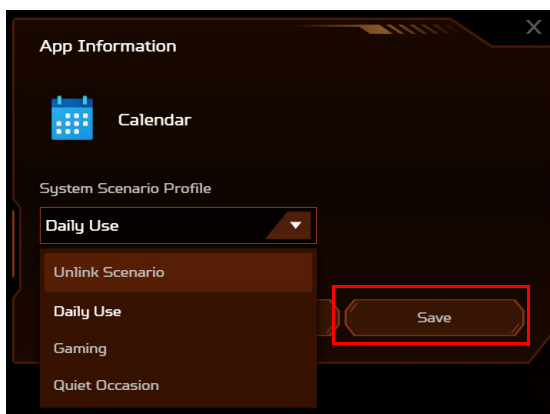 X
App Information
Calendar
System Scenario Profile
Daily Use
Unlink Scenario
Daily Use
Gaming
Quiet Occasion
Save